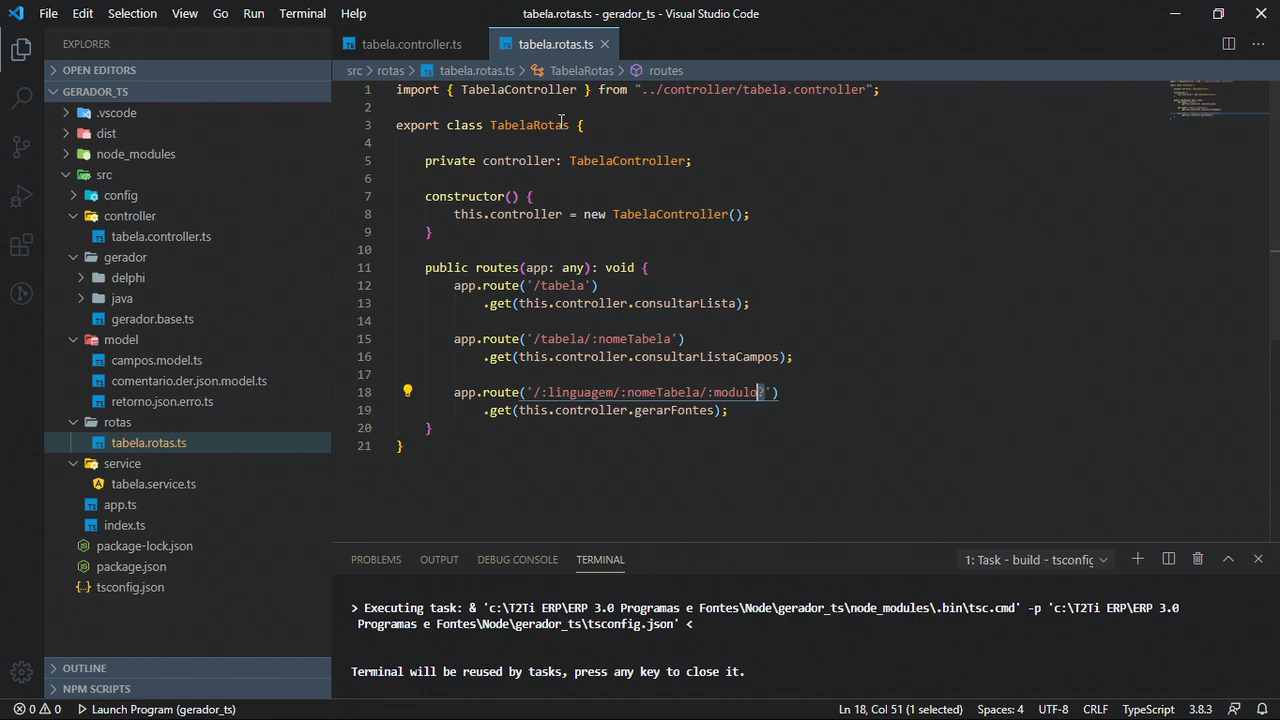 File Edit Selection View Go Run Terminal Help
tabela.rotas.ts - gerador_ts - Visual Studio Code
EXPLORER
OPEN EDITORS
GERADOR_TS
.vscode
dist
node_modules
src
config
controller
tabela.controller.ts
gerador
delphi
java
gerador.base.ts
model
campos.model.ts
comentario.der.json.model.ts
retorno.json.erro.ts
rotas
tabela.rotas.ts
service
tabela.service.ts
app.ts
index.ts
package-lock.json
package.json
tsconfig.json
OUTLINE
NPM SCRIPTS
tabela.controller.ts
tabela.rotas.ts
src > rotas > tabela.rotas.ts > TabelaRotas > routes
1 import { TabelaController } from "../controller/tabela.controller";
2
3 export class TabelaRotas {
4
5 private controller: TabelaController;
6
7 constructor() {
8 this.controller = new TabelaController();
9 }
10
11 public routes(app: any): void {
12 app.route('/tabela')
13 .get(this.controller.consultarLista);
14
15 app.route('/tabela/:nomeTabela')
16 .get(this.controller.consultarListaCampos);
17
18 app.route('/:linguagem/:nomeTabela/:modulo?')
19 .get(this.controller.gerarFontes);
20 }
21 }
PROBLEMS OUTPUT DEBUG CONSOLE TERMINAL
1: Task - build - tsconfig
> Executing task: & 'c:\T2Ti ERP\ERP 3.0 Programas e Fontes\Node\gerador_ts\node_modules\.bin\tsc.cmd' -p 'c:\T2Ti ERP\ERP 3.0
Programas e Fontes\Node\gerador_ts\tsconfig.json' <
Terminal will be reused by tasks, press any key to close it.
0 0 Launch Program (gerador_ts)
Ln 18, Col 51 (1 selected) Spaces: 4 UTF-8 CRLF TypeScript 3.8.3